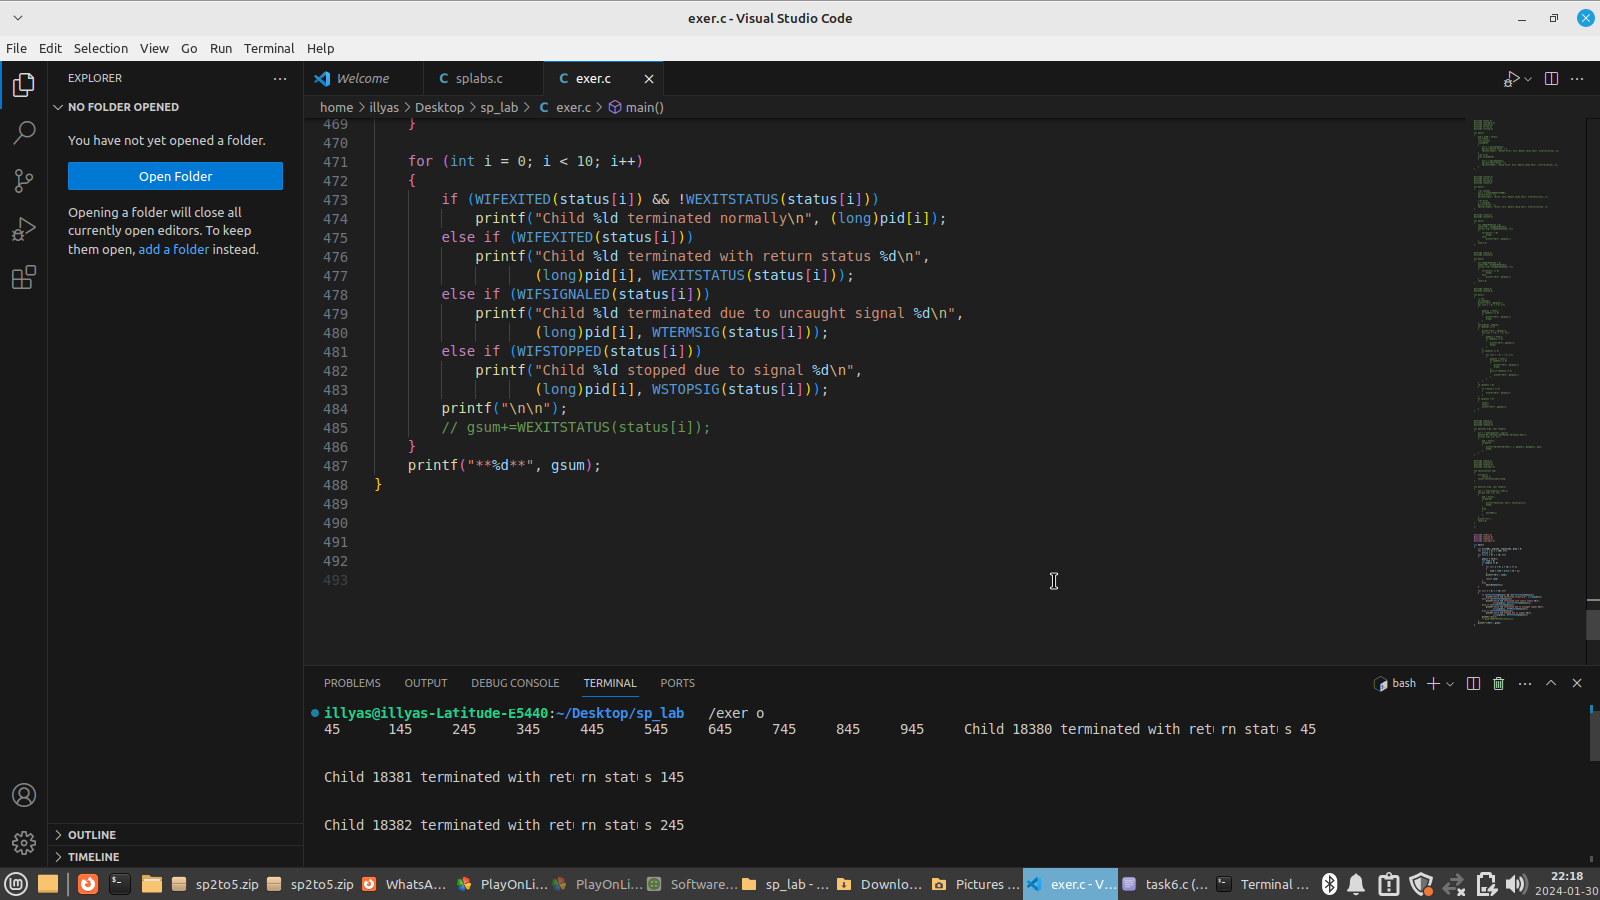 exer.c - Visual Studio Code
File Edit Selection View Go Run Terminal Help
EXPLORER
NO FOLDER OPENED
You have not yet opened a folder.
Open Folder
Opening a folder will close all
currently open editors. To keep
them open, add a folder instead.
OUTLINE
TIMELINE
Welcome
C splabs.c
C exer.c
home > illyas > Desktop > sp_lab > C exer.c > main()
469 }
470
471 for (int i = 0; i < 10; i++)
472 {
473 if (WIFEXITED(status[i]) && !WEXITSTATUS(status[i]))
474 printf("Child %ld terminated normally\n", (long)pid[i]);
475 else if (WIFEXITED(status[i]))
476 printf("Child %ld terminated with return status %d\n",
477 (long)pid[i], WEXITSTATUS(status[i]));
478 else if (WIFSIGNALED(status[i]))
479 printf("Child %ld terminated due to uncaught signal %d\n",
480 (long)pid[i], WTERMSIG(status[i]));
481 else if (WIFSTOPPED(status[i]))
482 printf("Child %ld stopped due to signal %d\n",
483 (long)pid[i], WSTOPSIG(status[i]));
484 printf("\n\n");
485 // gsum+=WEXITSTATUS(status[i]);
486 }
487 printf("**%d**", gsum);
488 }
489
490
491
492
493
PROBLEMS OUTPUT DEBUG CONSOLE TERMINAL PORTS
bash
illyas@illyas-Latitude-E5440:~/Desktop/sp_lab /exer o
45 145 245 345 445 545 645 745 845 945 Child 18380 terminated with return status 45
Child 18381 terminated with return status 145
Child 18382 terminated with return status 245
sp2to5.zip
sp2to5.zip
WhatsA...
PlayOnLi...
PlayOnLi...
Software...
sp_lab - ...
Downlo...
Pictures ...
exer.c - V...
task6.c (...
Terminal ...
22:18
2024-01-30